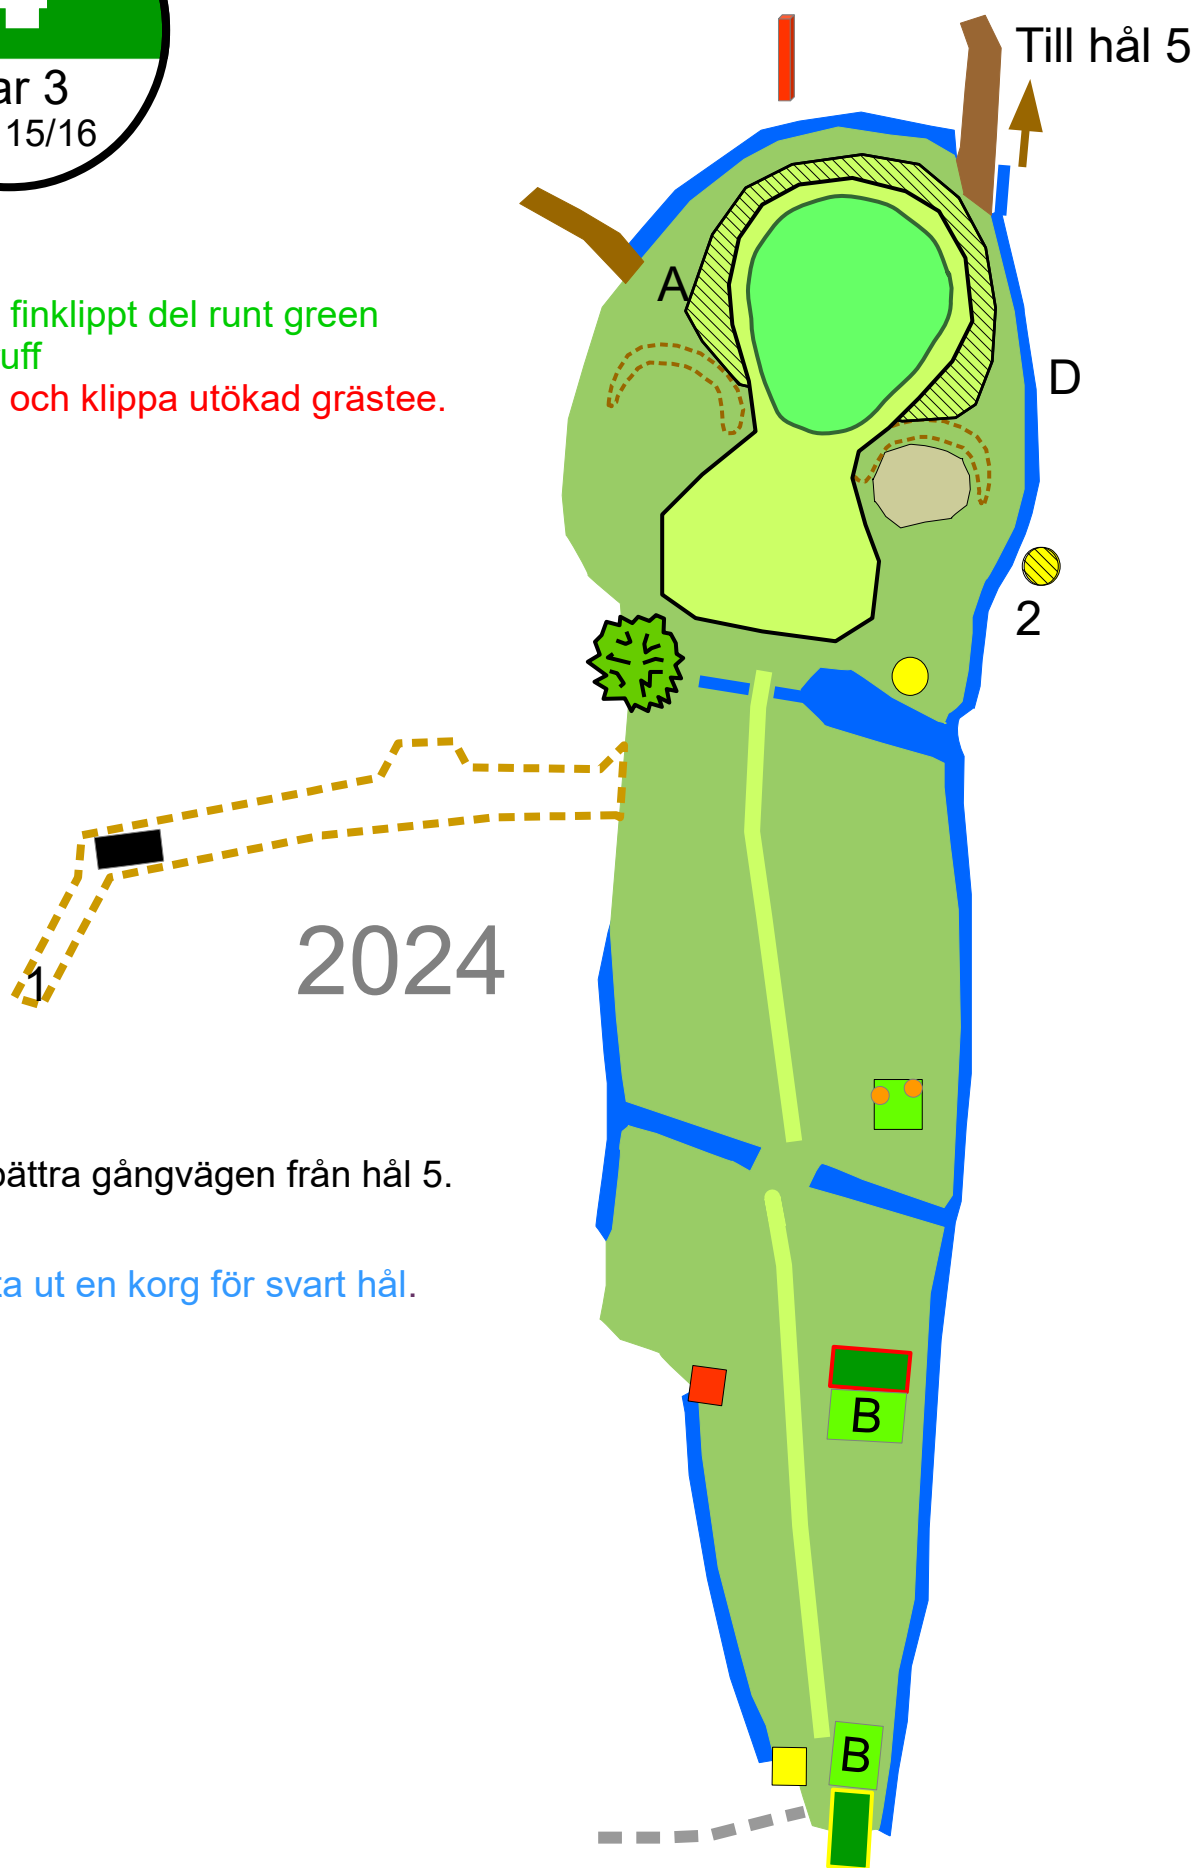 Till hål 5
ar 3
15/16
A
finklippt del runt green
uff
och klippa utökad grästee.
D
2
1
2024
bättra gångvägen från hål 5.
ta ut en korg för svart hål.
B
B